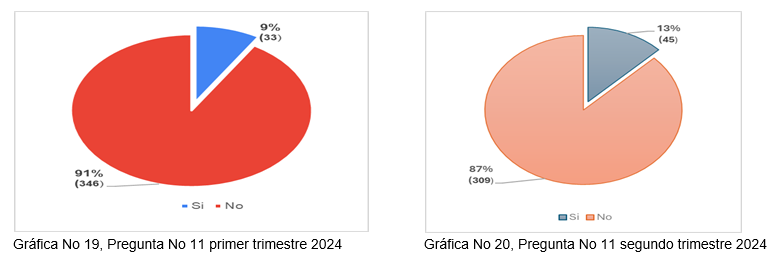 9%
(33)
91%
(346)
Si No
Gráfica No 19, Pregunta No 11 primer trimestre 2024
13%
(45)
87%
(309)
Si No
Gráfica No 20, Pregunta No 11 segundo trimestre 2024